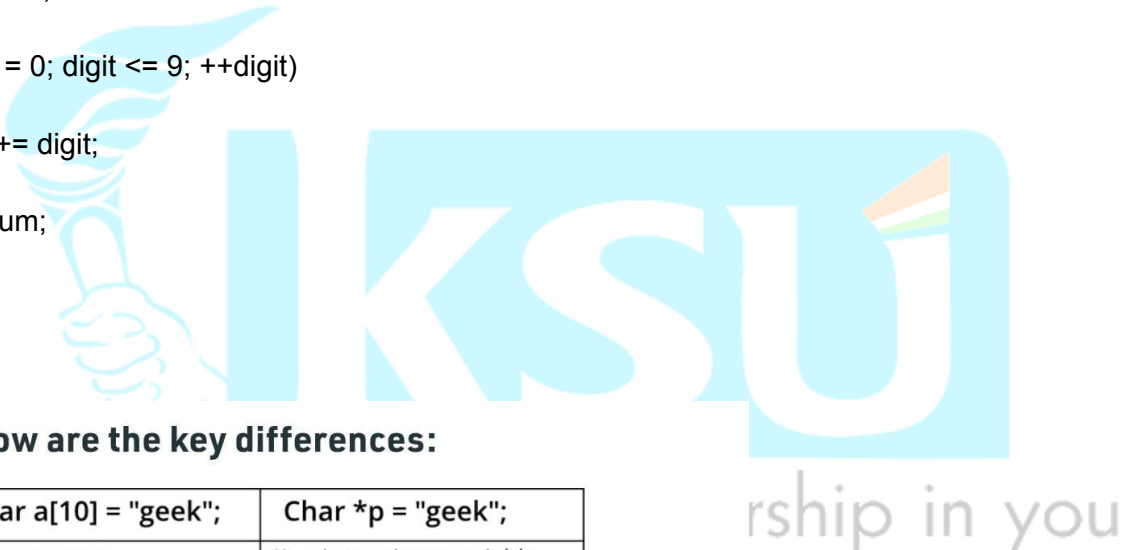 = 0; digit <= 9; ++digit)
+= digit;
um;
KSU
ow are the key differences:
ar a[10] = "geek";
Char *p = "geek";
rship in you